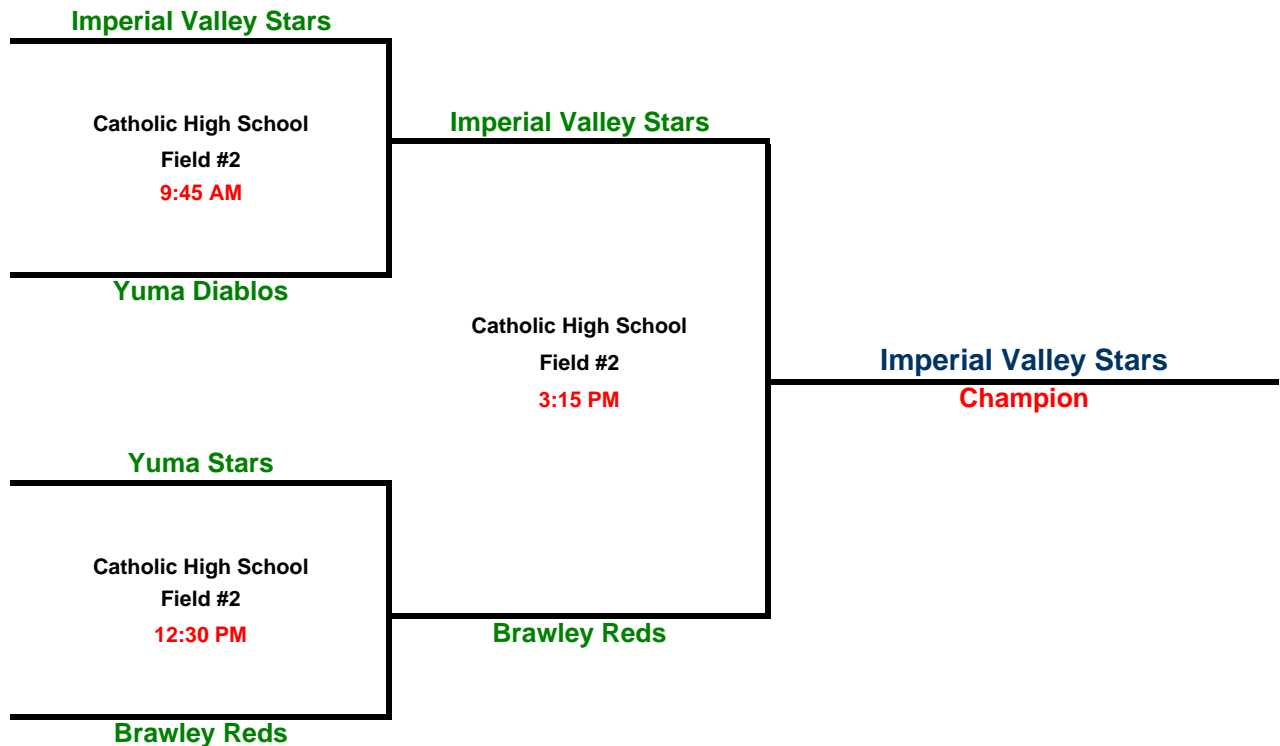 Imperial Valley Stars
Catholic High School
Field #2
9:45 AM
Yuma Diablos
Imperial Valley Stars
Catholic High School
Field #2
3:15 PM
Imperial Valley Stars
Champion
Yuma Stars
Catholic High School
Field #2
12:30 PM
Brawley Reds
Brawley Reds